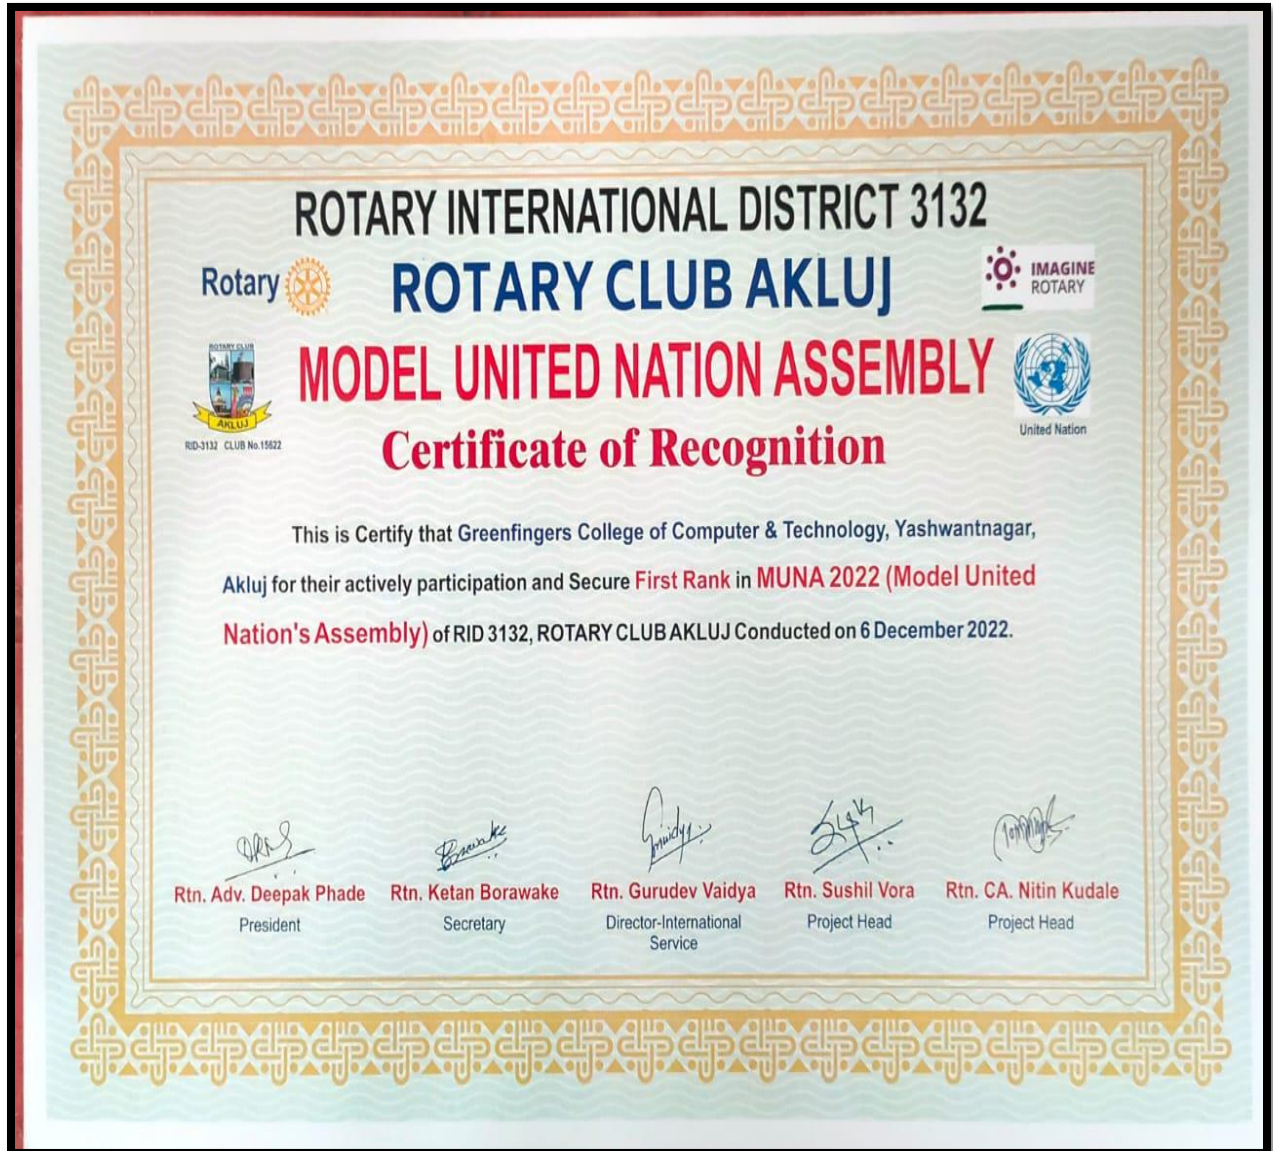 ROTARY INTERNATIONAL DISTRICT 3132
Rotary
ROTARY CLUB AKLUJ
IMAGINE
ROTARY
ROTARY CLUB
AKLUJ
RID-3132 CLUB No.15622
MODEL UNITED NATION ASSEMBLY
United Nation
Certificate of Recognition
This is Certify that Greenfingers College of Computer & Technology, Yashwantnagar,
Akluj for their actively participation and Secure First Rank in MUNA 2022 (Model United
Nation's Assembly) of RID 3132, ROTARY CLUB AKLUJ Conducted on 6 December 2022.
Rtn. Adv. Deepak Phade
President
Rtn. Ketan Borawake
Secretary
Rtn. Gurudev Vaidya
Director-International
Service
Rtn. Sushil Vora
Project Head
Rtn. CA. Nitin Kudale
Project Head